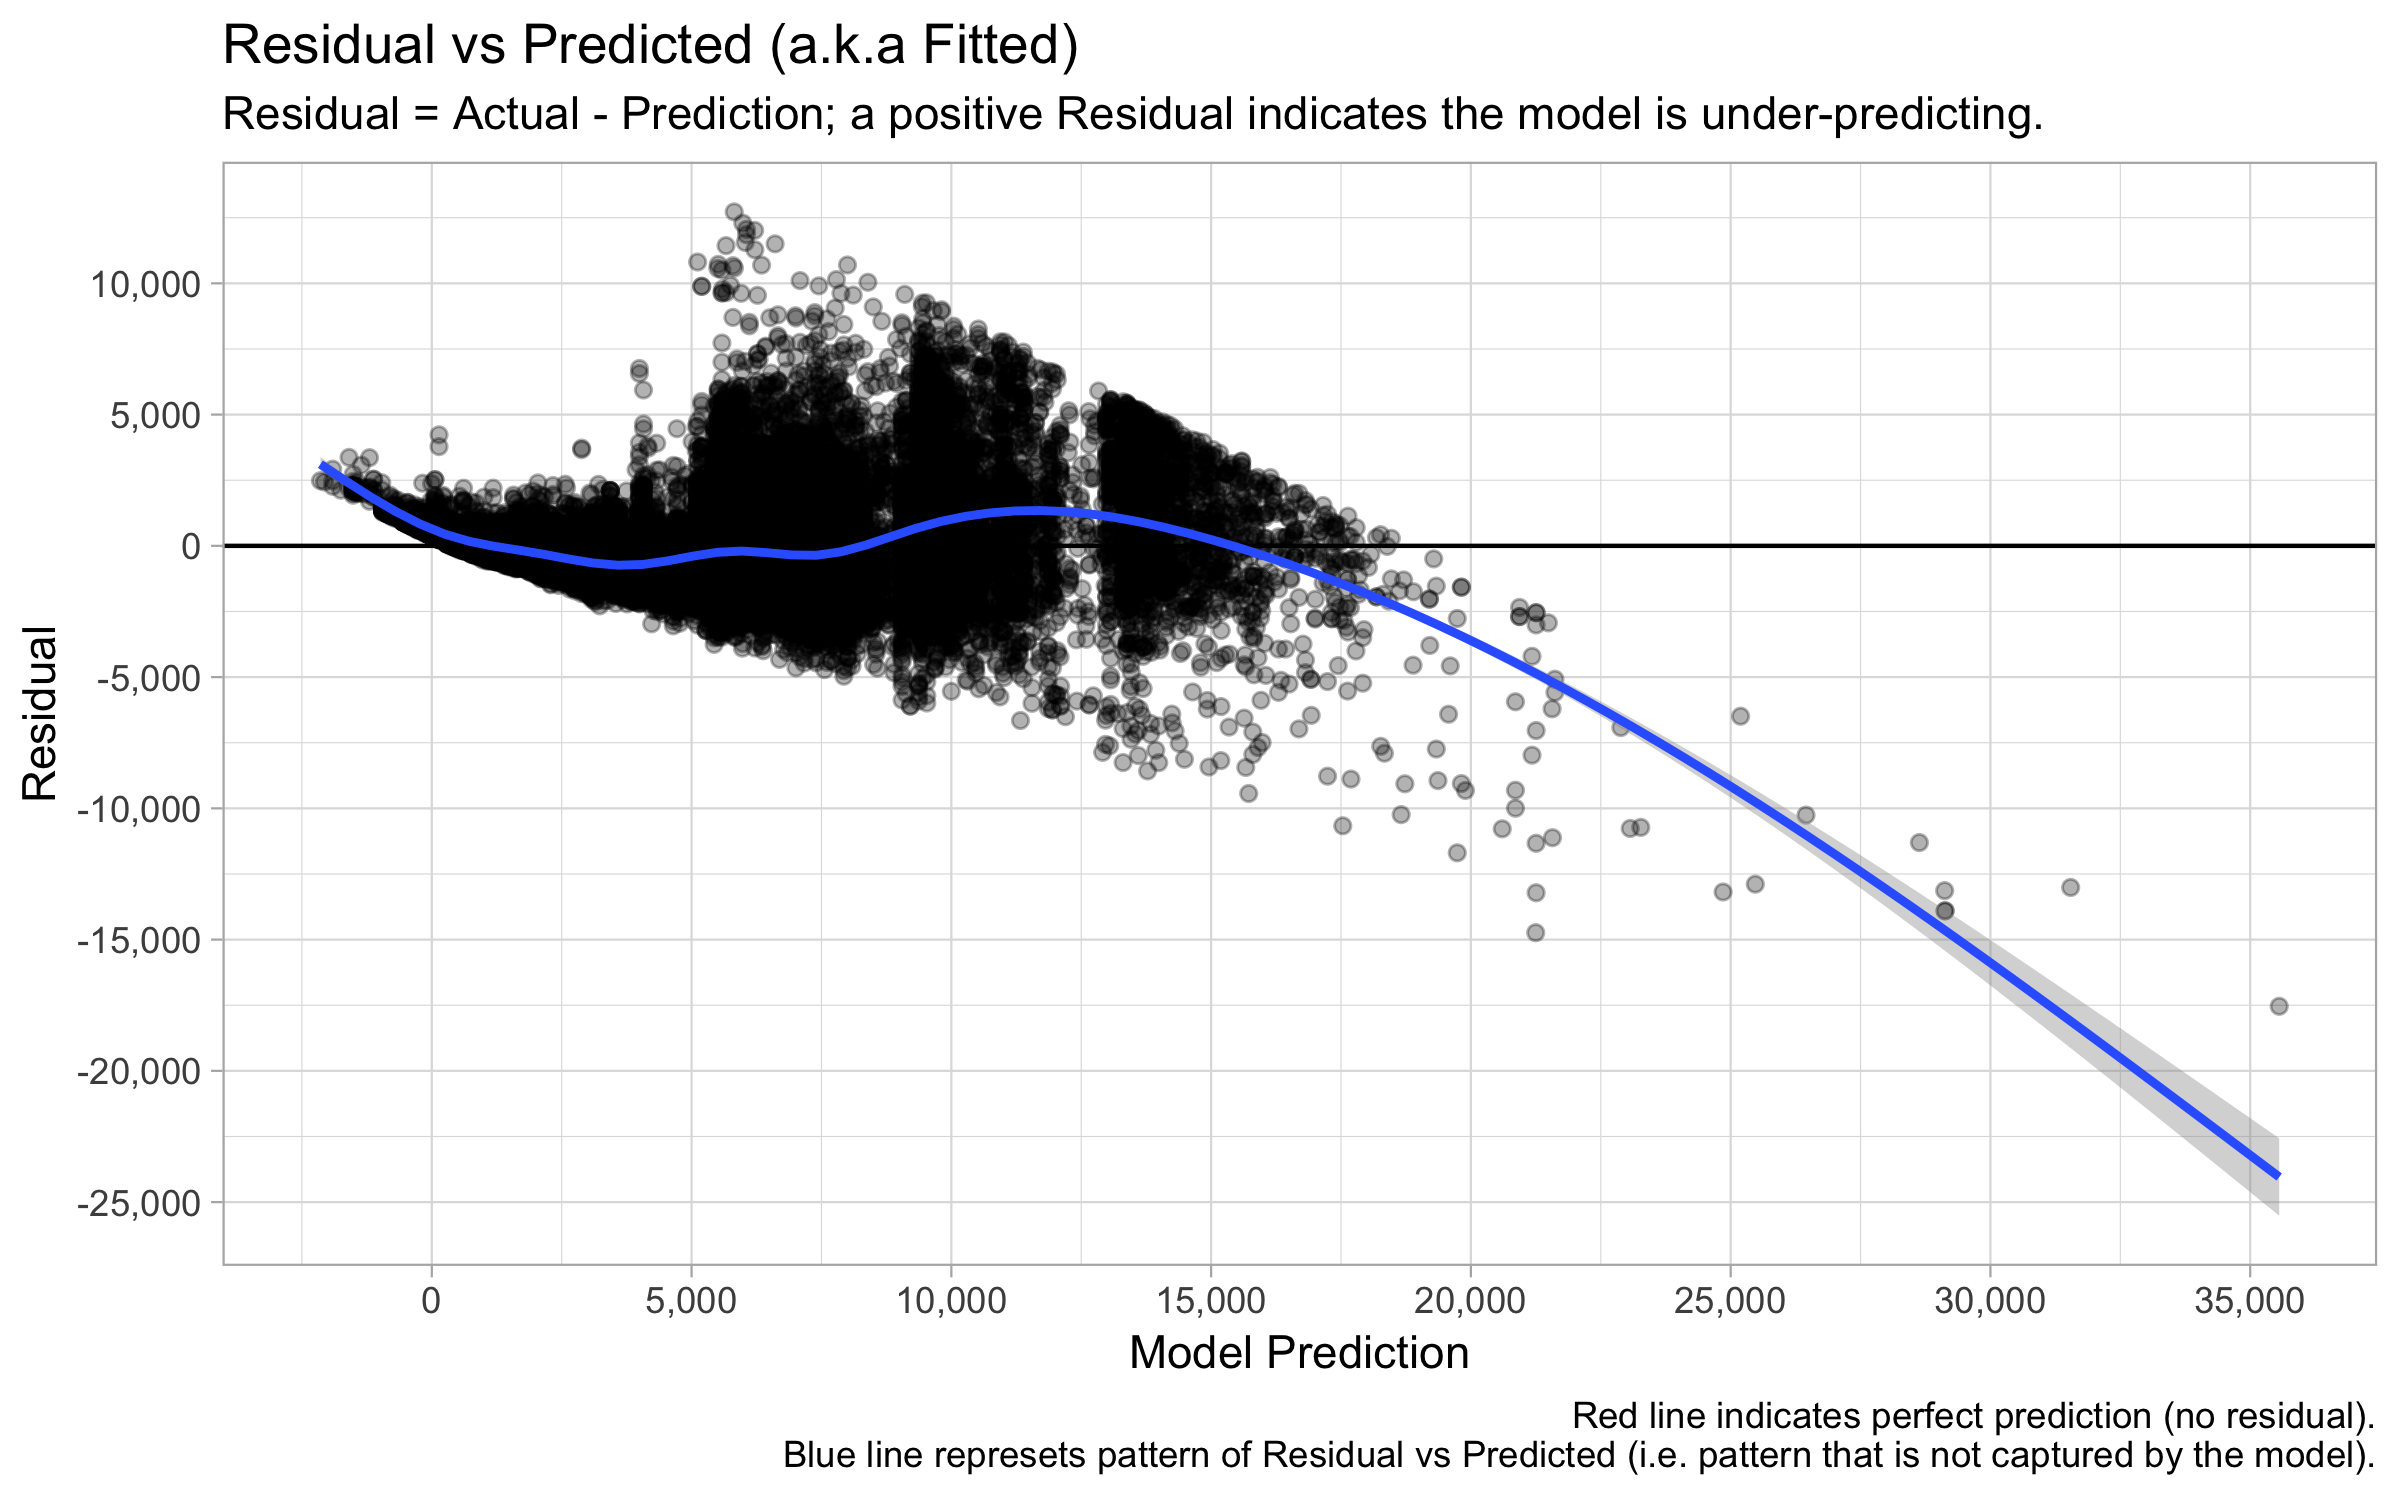 Residual vs Predicted (a.k.a Fitted)
Residual = Actual - Prediction; a positive Residual indicates the model is under-predicting.
10,000
5,000
0
-5,000
-10,000
-15,000
-20,000
-25,000
Residual
0 5,000 10,000 15,000 20,000 25,000 30,000 35,000
Model Prediction
Red line indicates perfect prediction (no residual).
Blue line represets pattern of Residual vs Predicted (i.e. pattern that is not captured by the model).